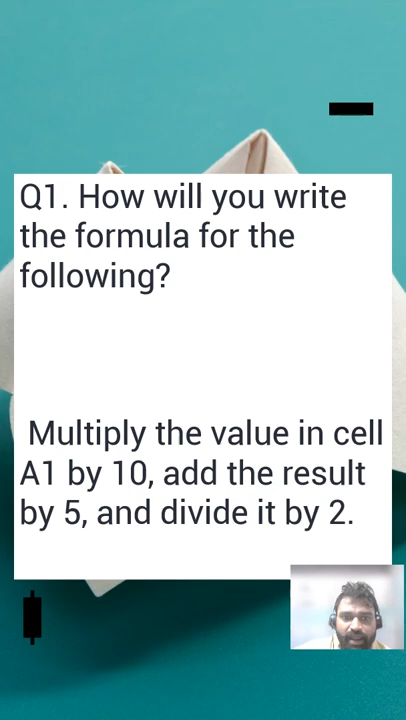 Q1. How will you write
the formula for the
following?
Multiply the value in cell
A1 by 10, add the result
by 5, and divide it by 2.